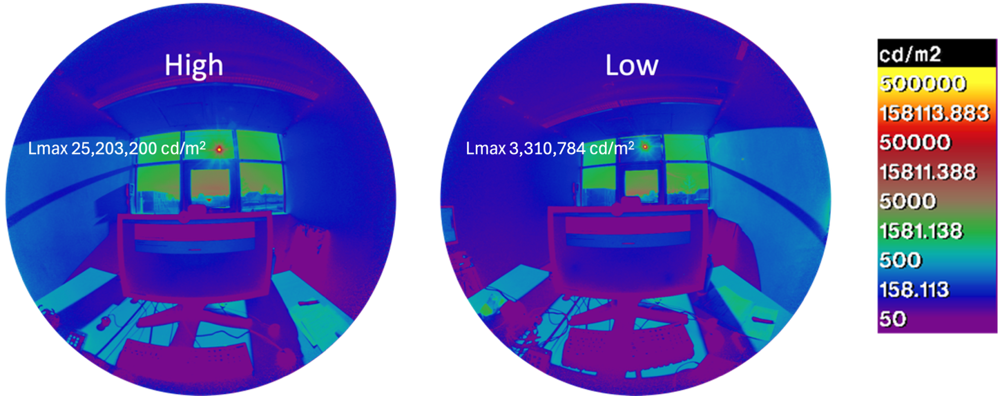 High
Low
Lmax 25,203,200 cd/m²
Lmax 3,310,784 cd/m²
cd/m2
500000
158113.883
50000
15811.388
5000
1581.138
500
158.113
50